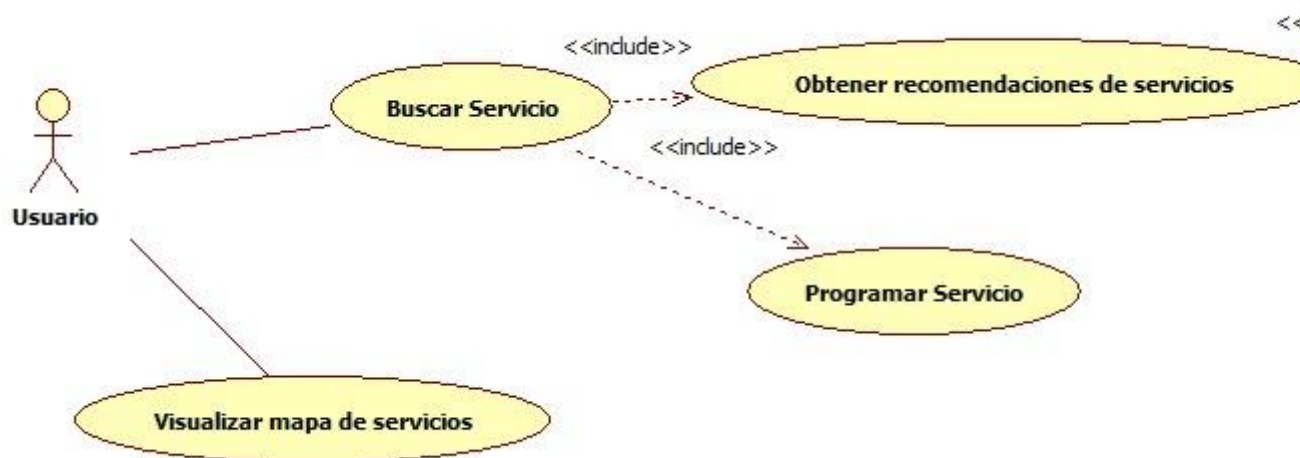 <<
<<include>>
Obtener recomendaciones de servicios
Buscar Servicio
<<include>>
Usuario
Programar Servicio
Visualizar mapa de servicios